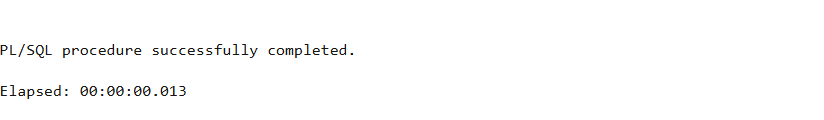 PL/SQL procedure successfully completed.
Elapsed: 00:00:00.013